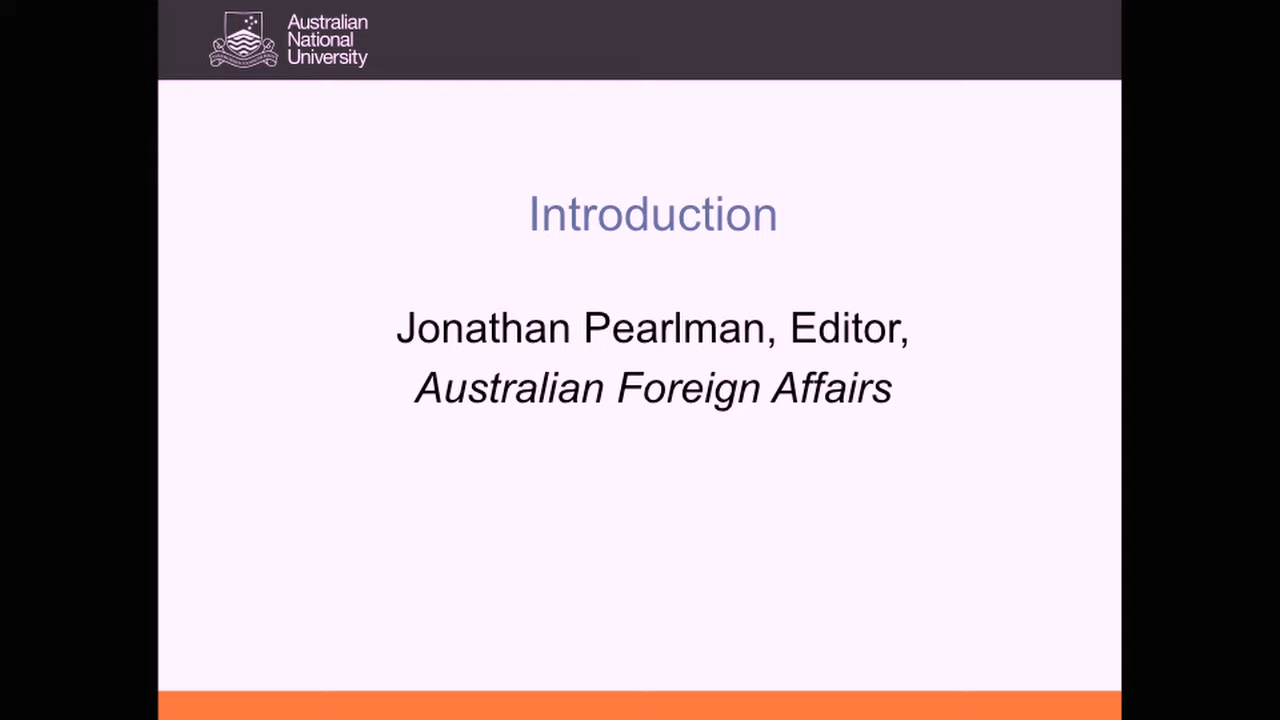 Australian
National
University
Introduction
Jonathan Pearlman, Editor,
Australian Foreign Affairs